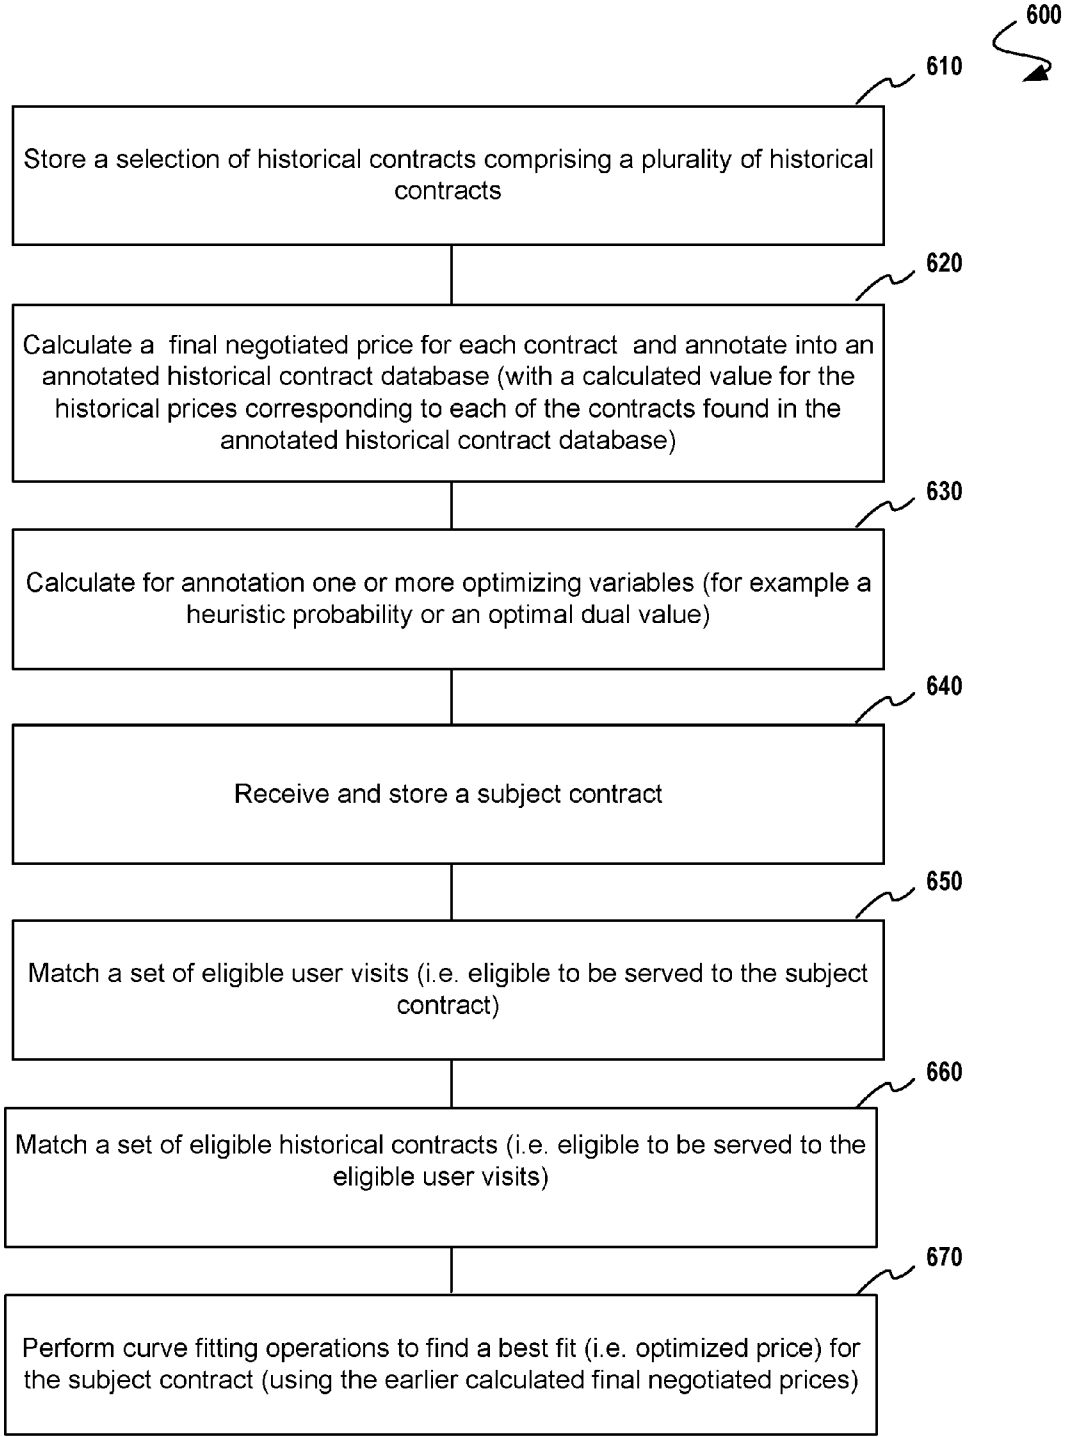 600
610
Store a selection of historical contracts comprising a plurality of historical
contracts
620
Calculate a final negotiated price for each contract and annotate into an
annotated historical contract database (with a calculated value for the
historical prices corresponding to each of the contracts found in the
annotated historical contract database)
630
Calculate for annotation one or more optimizing variables (for example a
heuristic probability or an optimal dual value)
640
Receive and store a subject contract
650
Match a set of eligible user visits (i.e. eligible to be served to the subject
contract)
660
Match a set of eligible historical contracts (i.e. eligible to be served to the
eligible user visits)
670
Perform curve fitting operations to find a best fit (i.e. optimized price) for
the subject contract (using the earlier calculated final negotiated prices)